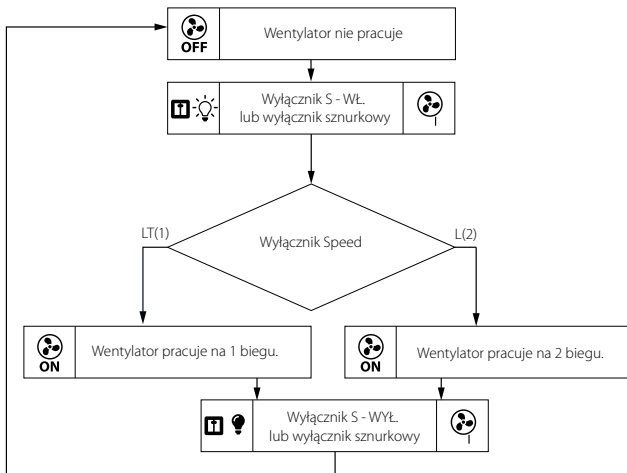 OFF
Wentylator nie pracuje
Wyłącznik S - WŁ.
lub wyłącznik sznurkowy
LT(1)
Wyłącznik Speed
L(2)
ON
Wentylator pracuje na 1 biegu.
ON
Wentylator pracuje na 2 biegu.
Wyłącznik S - WYŁ.
lub wyłącznik sznurkowy